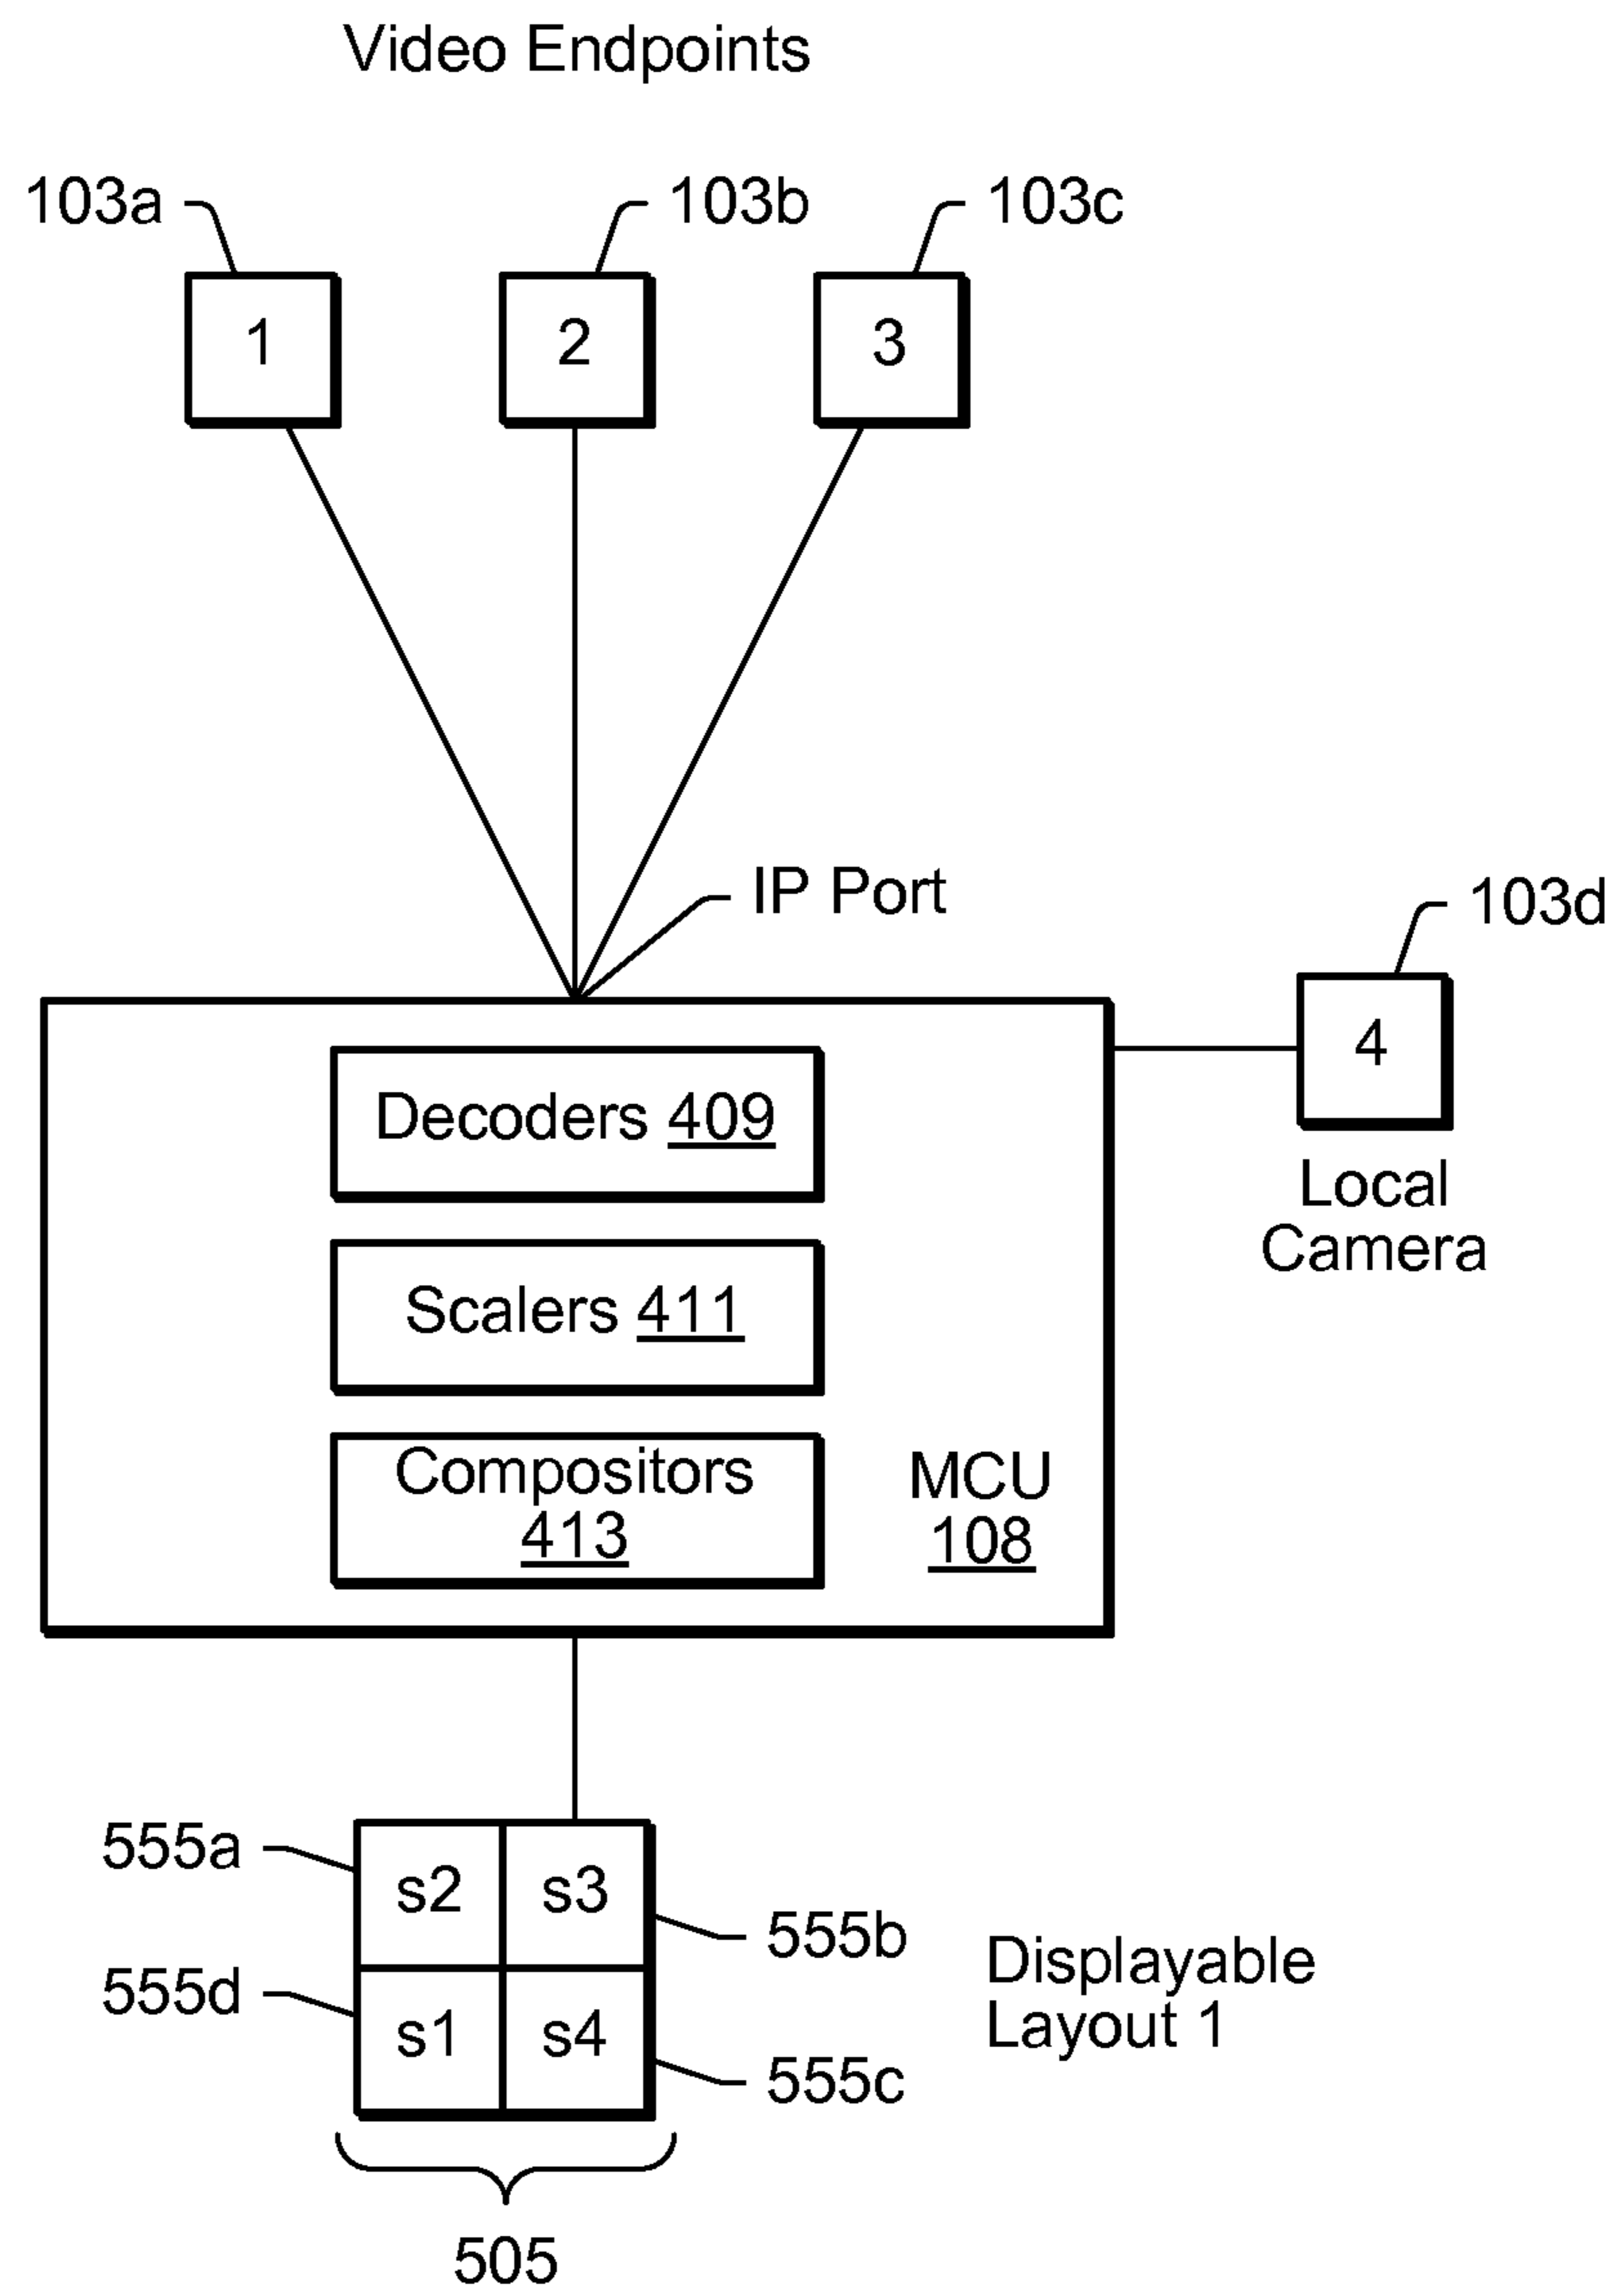 Video Endpoints
103a
103b
103c
1
2
3
IP Port
103d
4
Local
Camera
Decoders 409
Scalers 411
Compositors
413
MCU
108
555a
s2
s3
555b
555d
s1
s4
555c
Displayable
Layout 1
505